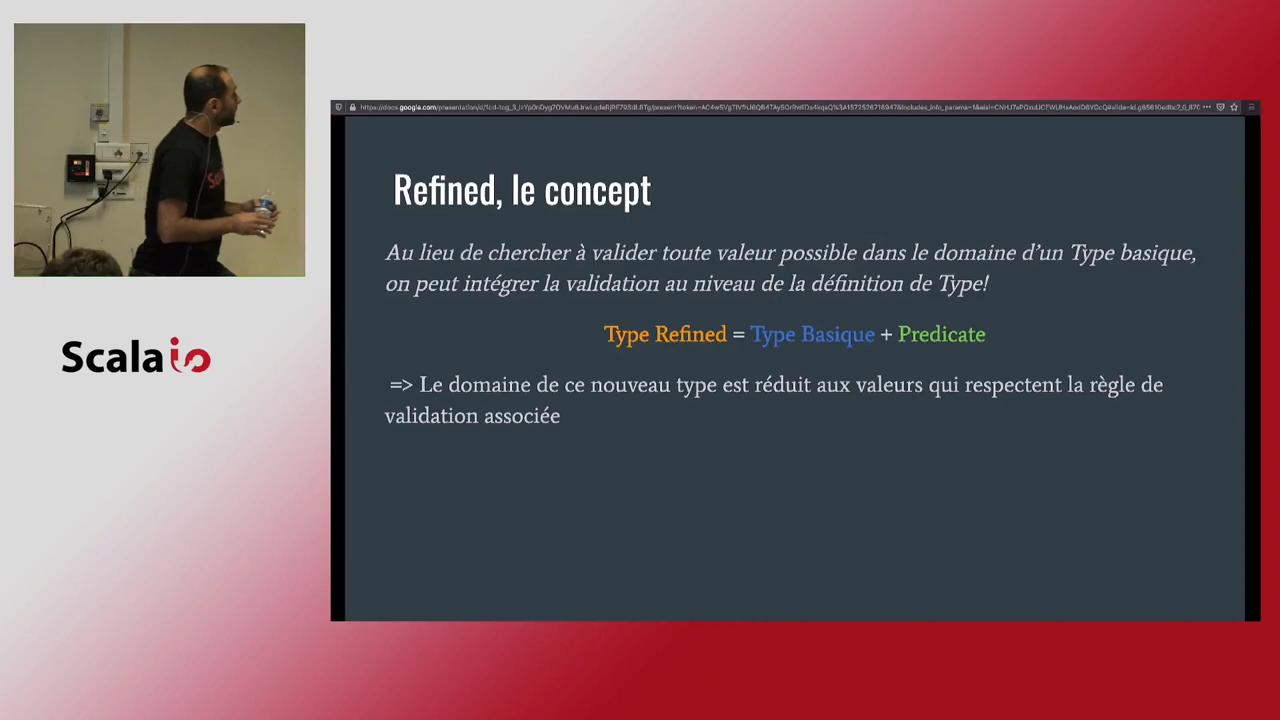 Refined, le concept
Au lieu de chercher à valider toute valeur possible dans le domaine d'un Type basique,
on peut intégrer la validation au niveau de la définition de Type!
Type Refined = Type Basique + Predicate
=> Le domaine de ce nouveau type est réduit aux valeurs qui respectent la règle de
validation associée
Scala io